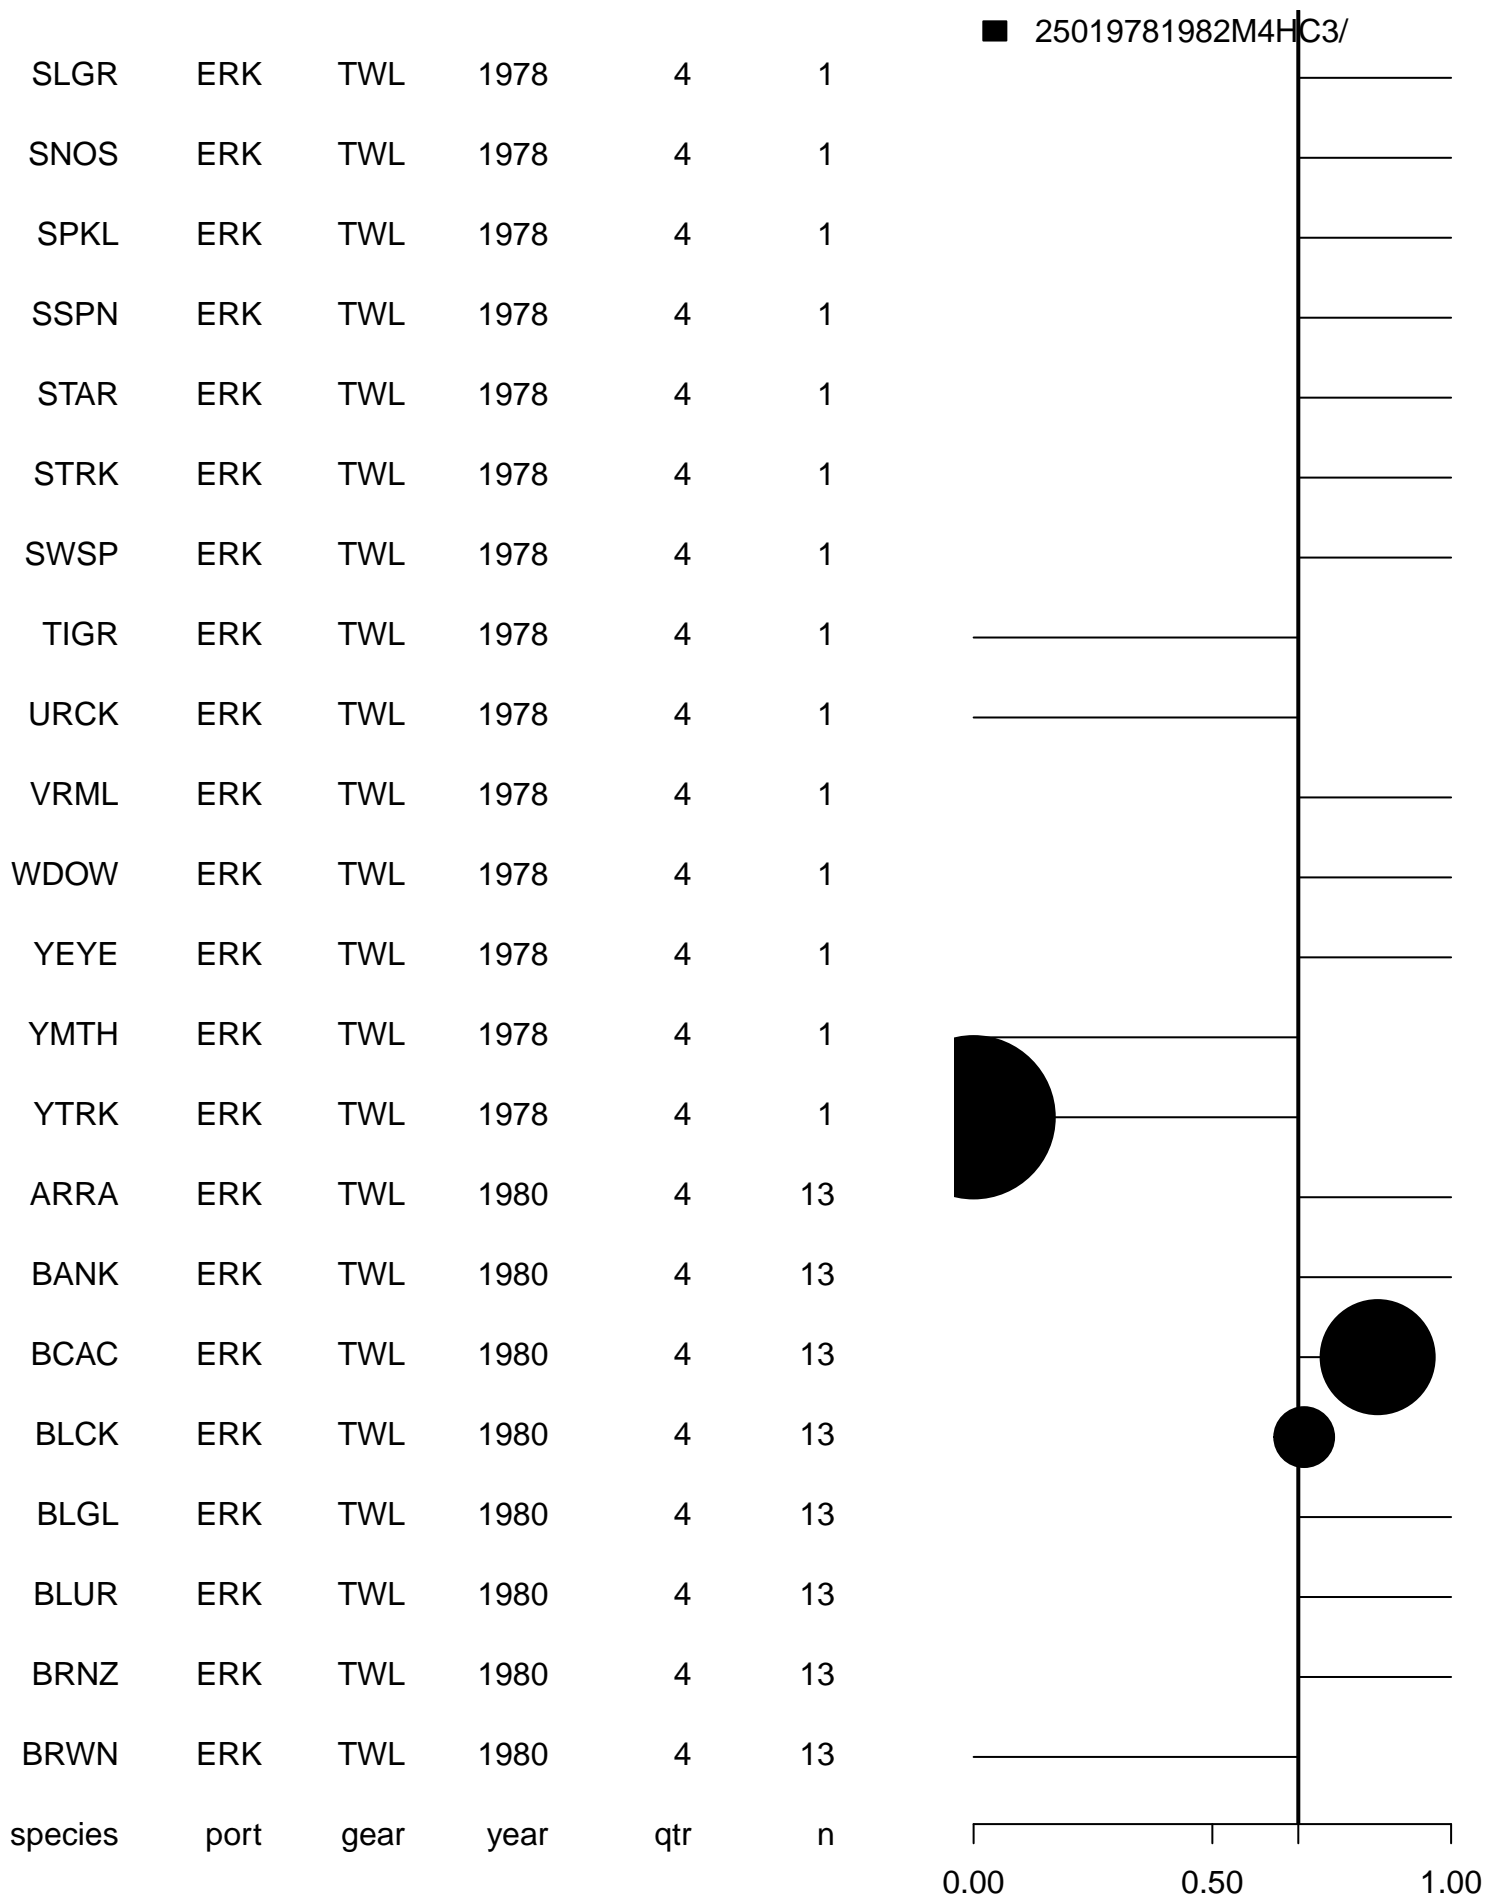 25019781982M4HC3/
SLGR ERK TWL 1978 4 1
SNOS ERK TWL 1978 4 1
SPKL ERK TWL 1978 4 1
SSPN ERK TWL 1978 4 1
STAR ERK TWL 1978 4 1
STRK ERK TWL 1978 4 1
SWSP ERK TWL 1978 4 1
TIGR ERK TWL 1978 4 1
URCK ERK TWL 1978 4 1
VRML ERK TWL 1978 4 1
WDOW ERK TWL 1978 4 1
YEYE ERK TWL 1978 4 1
YMTH ERK TWL 1978 4 1
YTRK ERK TWL 1978 4 1
ARRA ERK TWL 1980 4 13
BANK ERK TWL 1980 4 13
BCAC ERK TWL 1980 4 13
BLCK ERK TWL 1980 4 13
BLGL ERK TWL 1980 4 13
BLUR ERK TWL 1980 4 13
BRNZ ERK TWL 1980 4 13
BRWN ERK TWL 1980 4 13
species port gear year qtr n
0.00 0.50 1.00